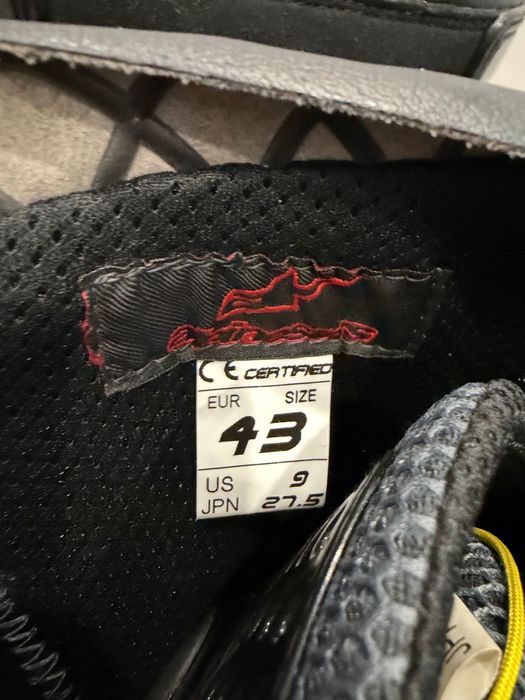 CE CERTIFIED
EUR SIZE
43
US 9
JPN 27.5